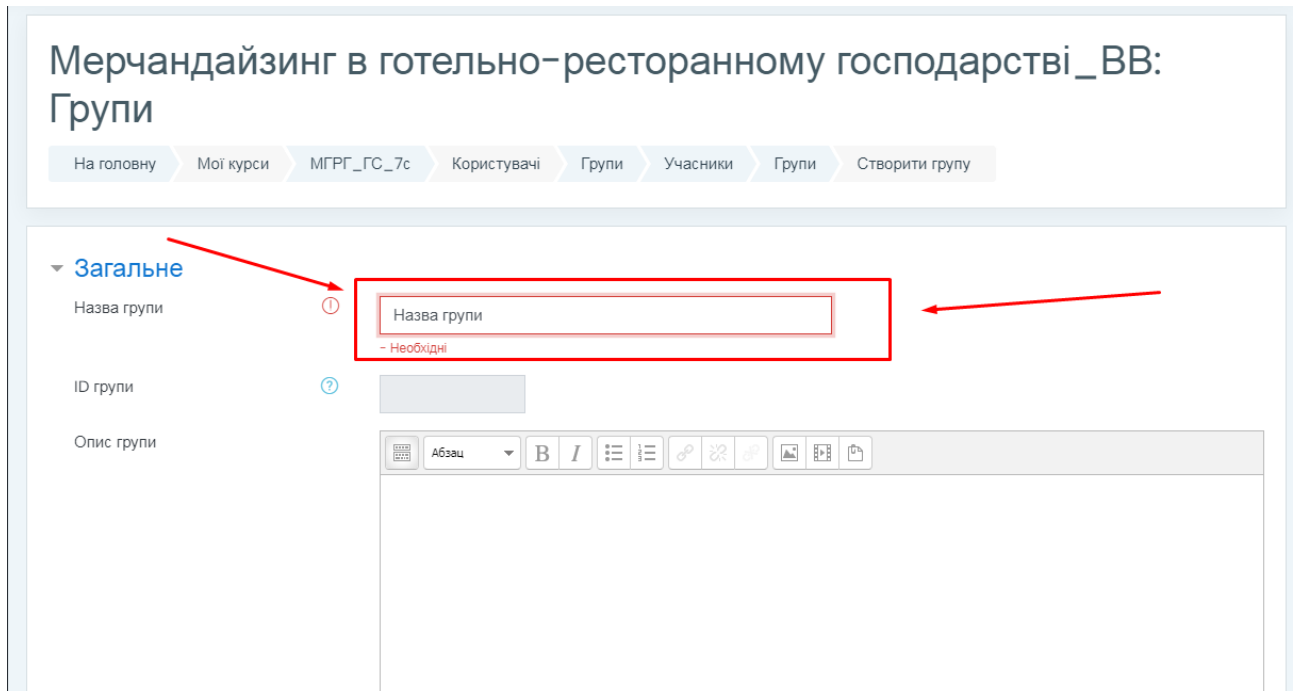 Мерчандайзинг в готельно-ресторанному господарстві_ВВ:
Групи
На головну Мої курси МГРГ_ГС_7с Користувачі Групи Учасники Групи Створити групу
Загальне
Назва групи Назва групи
- Необхідні
ID групи
Опис групи Абзац B I